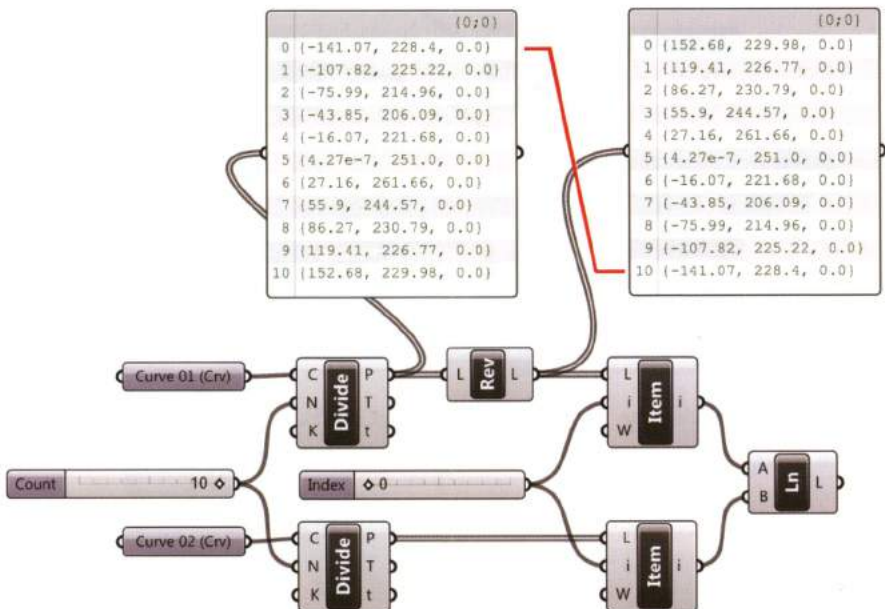 {0;0}
0 {-141.07, 228.4, 0.0}
1 {-107.82, 225.22, 0.0}
2 {-75.99, 214.96, 0.0}
3 {-43.85, 206.09, 0.0}
4 {-16.07, 221.68, 0.0}
5 {4.27e-7, 251.0, 0.0}
6 {27.16, 261.66, 0.0}
7 {55.9, 244.57, 0.0}
8 {86.27, 230.79, 0.0}
9 {119.41, 226.77, 0.0}
10 {152.68, 229.98, 0.0}
{0;0}
0 {152.68, 229.98, 0.0}
1 {119.41, 226.77, 0.0}
2 {86.27, 230.79, 0.0}
3 {55.9, 244.57, 0.0}
4 {27.16, 261.66, 0.0}
5 {4.27e-7, 251.0, 0.0}
6 {-16.07, 221.68, 0.0}
7 {-43.85, 206.09, 0.0}
8 {-75.99, 214.96, 0.0}
9 {-107.82, 225.22, 0.0}
10 {-141.07, 228.4, 0.0}
Curve 01 (Crv)
C
N
K
Divide
P
T
t
L
Rev
L
L
i
W
Item
i
A
B
Ln
L
Count
10
Index
0
Curve 02 (Crv)
C
N
K
Divide
P
T
t
L
i
W
Item
i